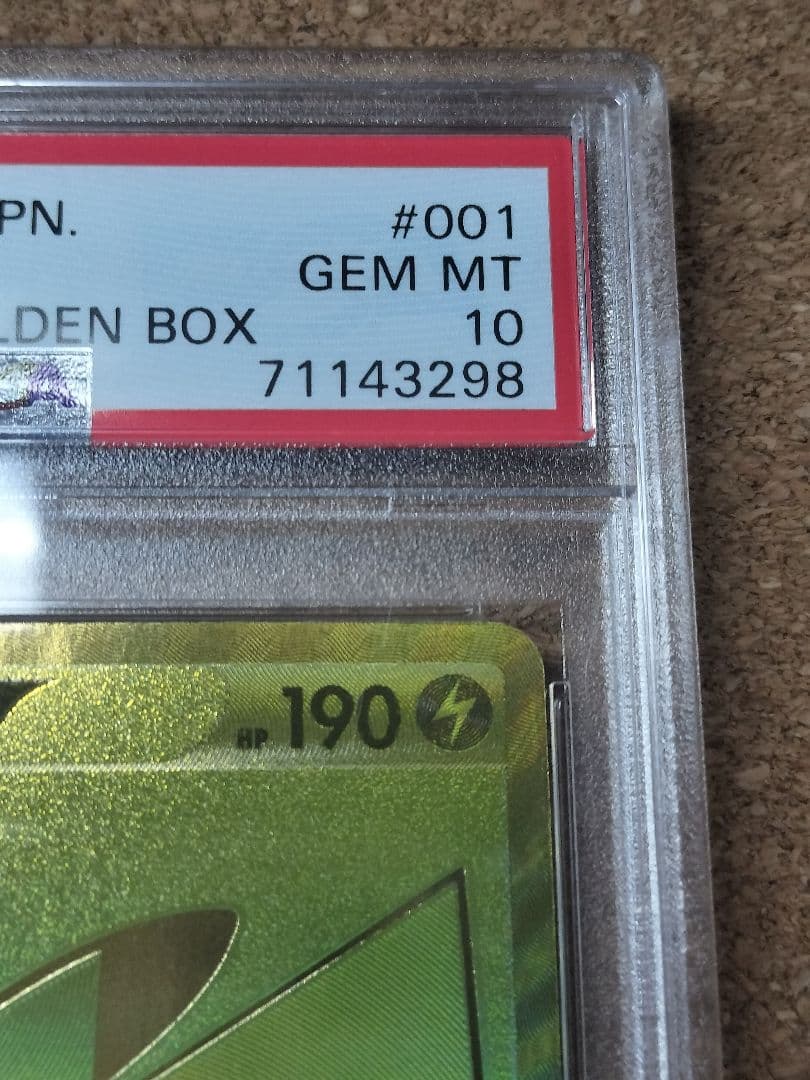 PN. #001
GEM MT
LDEN BOX 10
71143298
HP 190